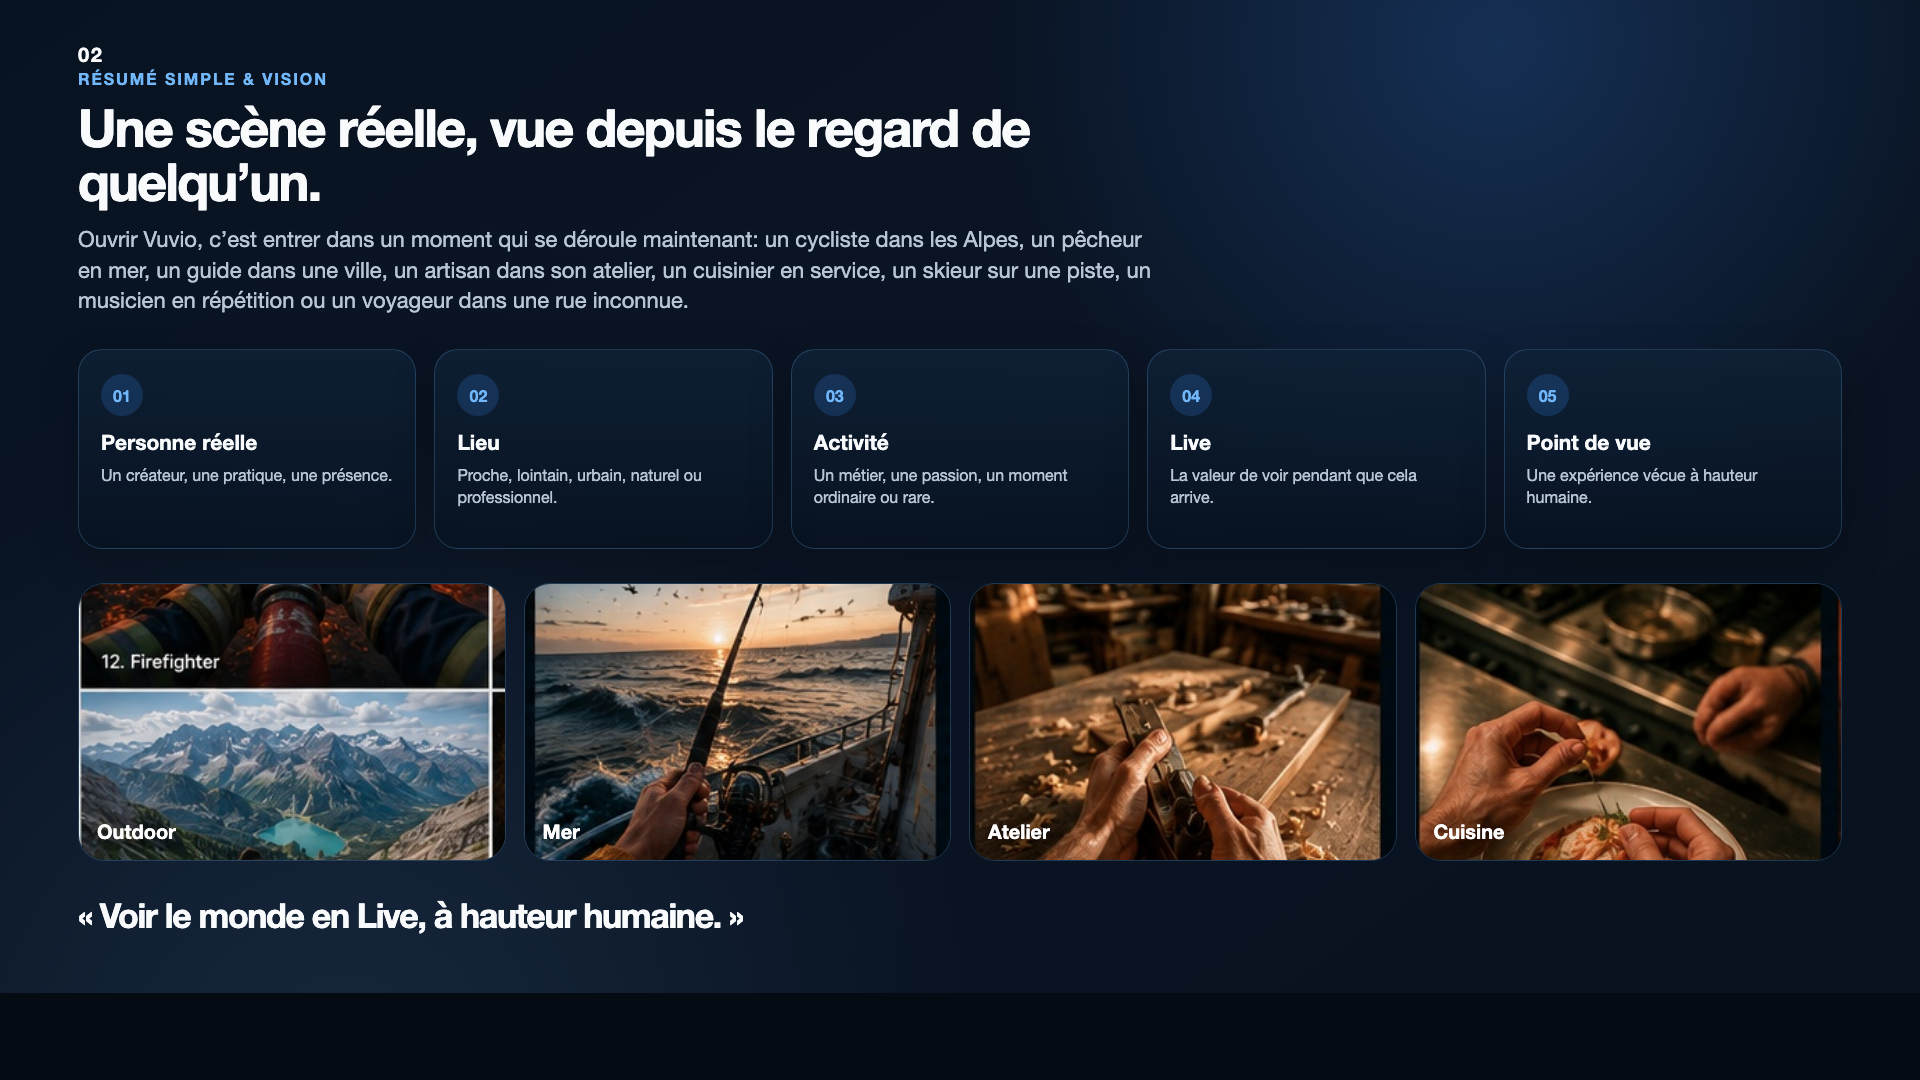 02
RÉSUMÉ SIMPLE & VISION
Une scène réelle, vue depuis le regard de
quelqu’un.
Ouvrir Vuvio, c’est entrer dans un moment qui se déroule maintenant: un cycliste dans les Alpes, un pêcheur
en mer, un guide dans une ville, un artisan dans son atelier, un cuisinier en service, un skieur sur une piste, un
musicien en répétition ou un voyageur dans une rue inconnue.
01
Personne réelle
Un créateur, une pratique, une présence.
02
Lieu
Proche, lointain, urbain, naturel ou
professionnel.
03
Activité
Un métier, une passion, un moment
ordinaire ou rare.
04
Live
La valeur de voir pendant que cela
arrive.
05
Point de vue
Une expérience vécue à hauteur
humaine.
12. Firefighter
Outdoor
Mer
Atelier
Cuisine
« Voir le monde en Live, à hauteur humaine. »